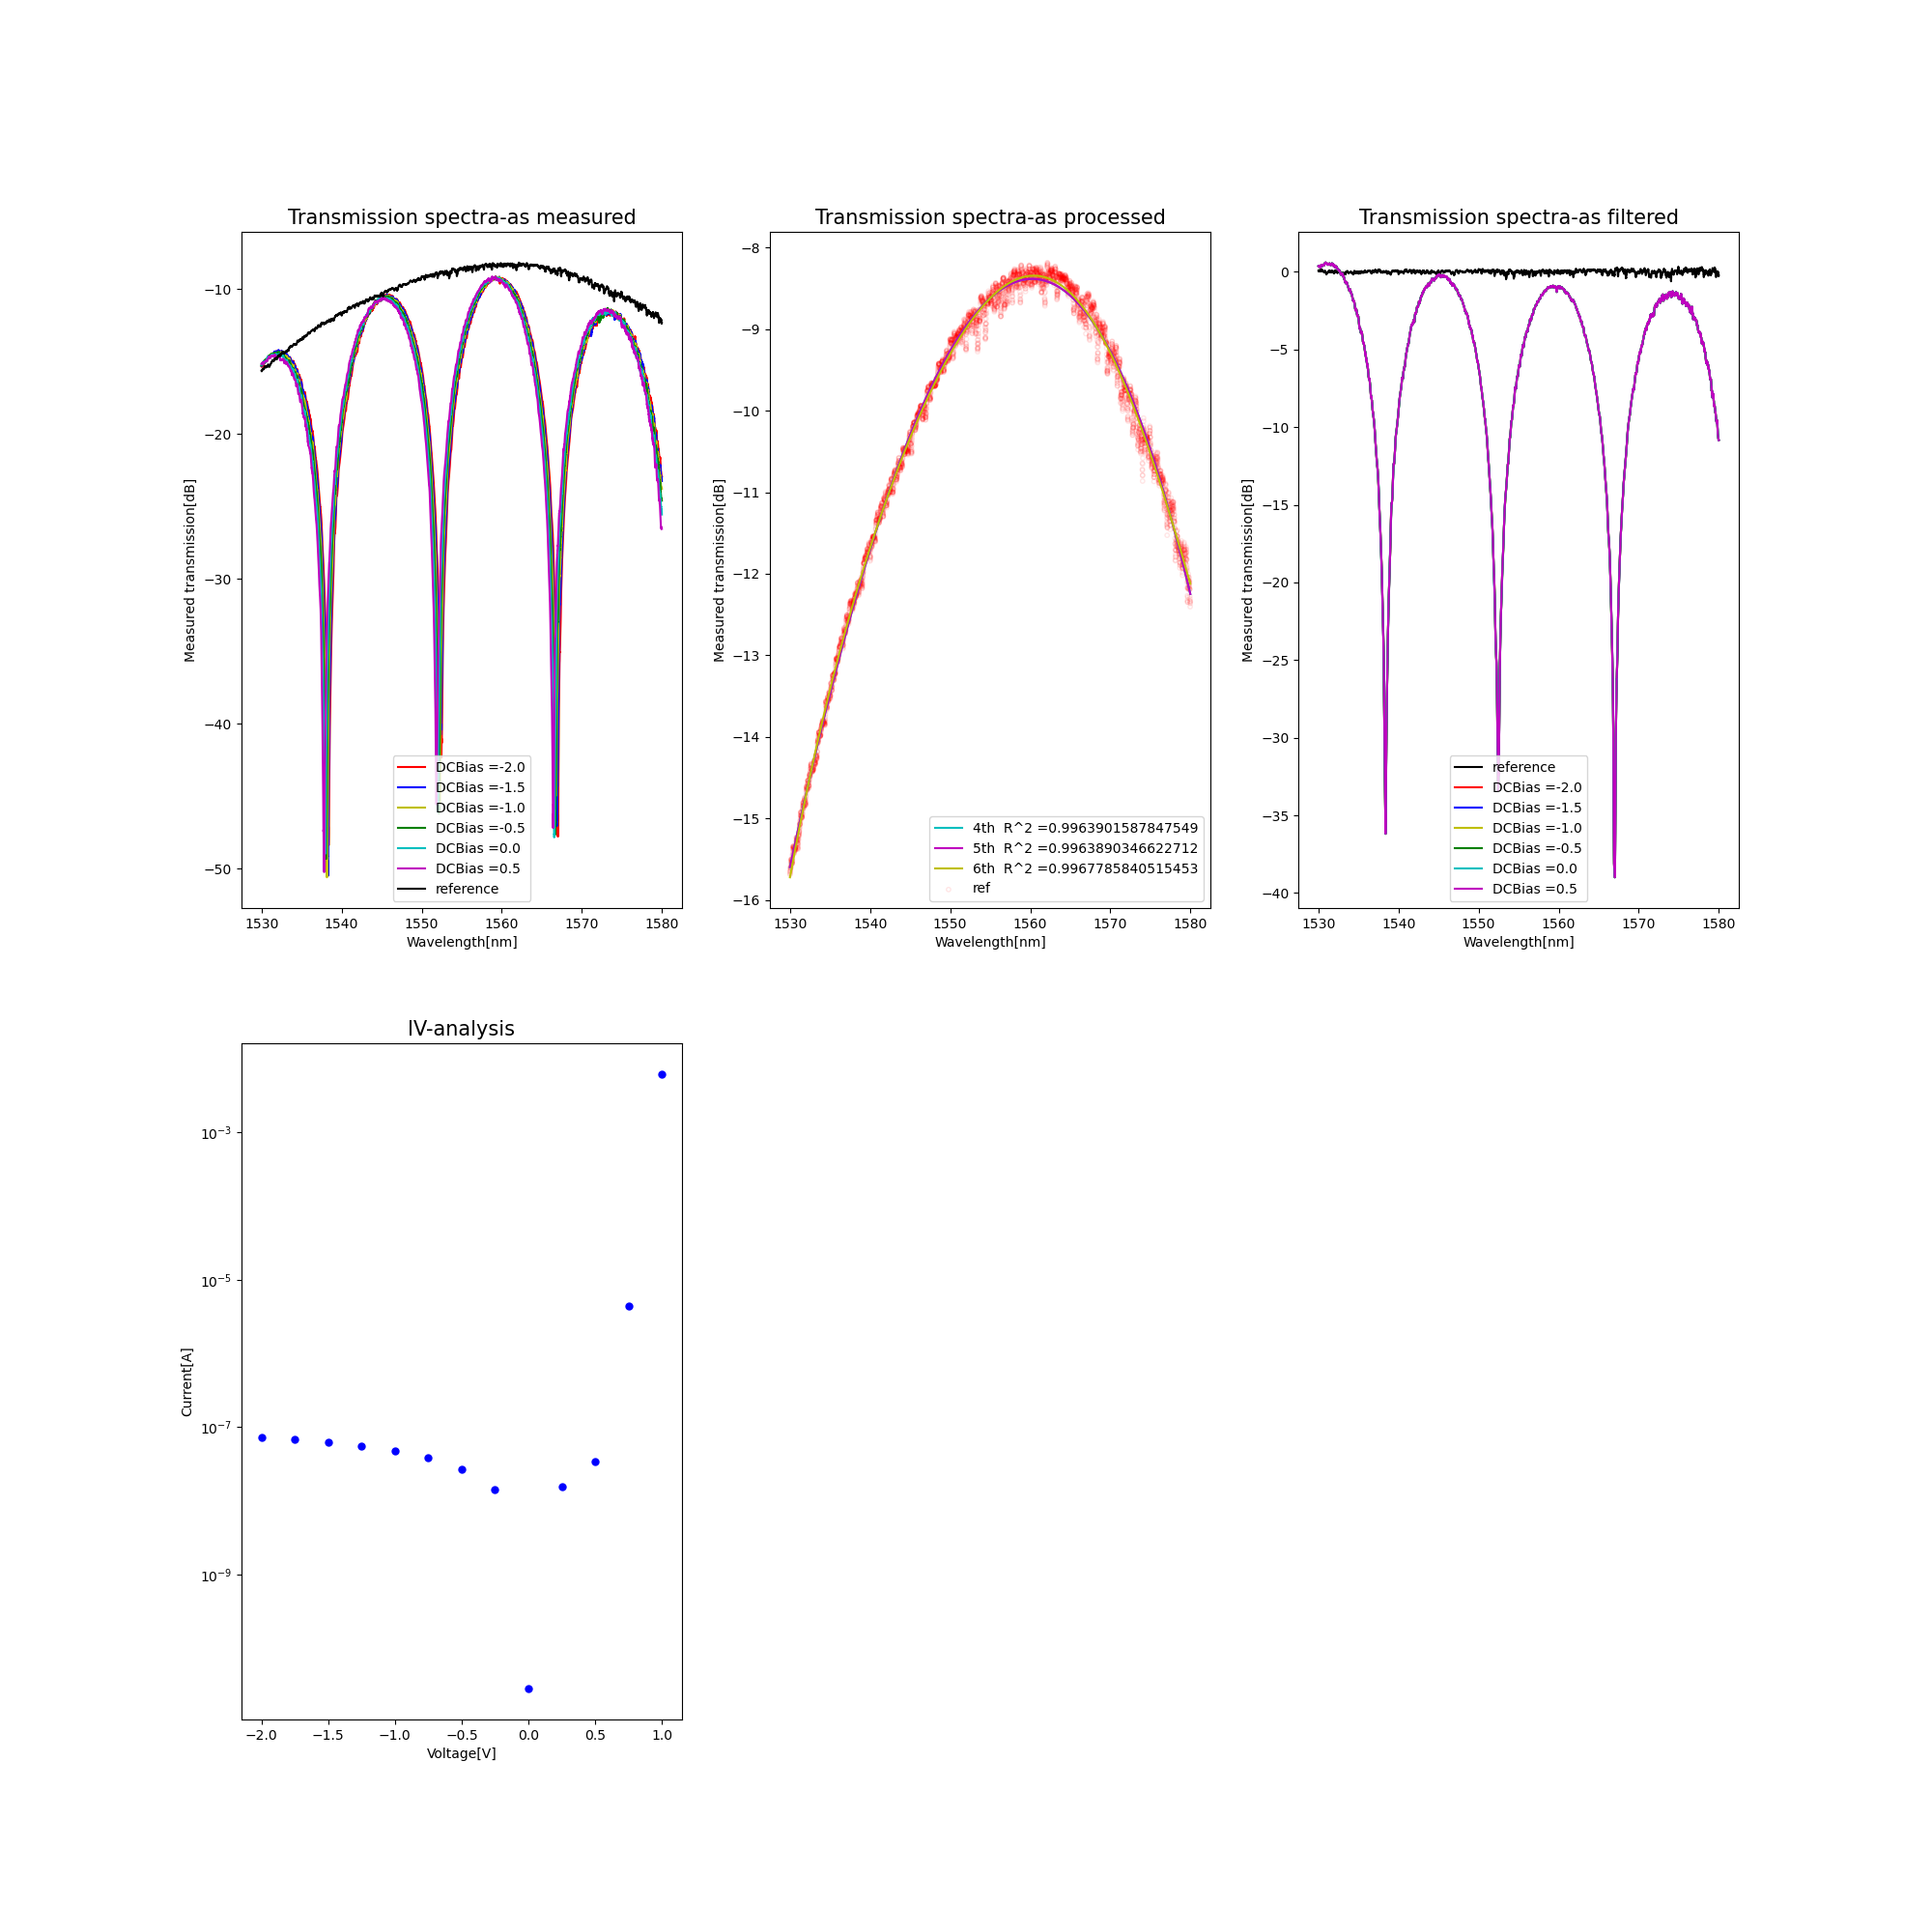 Transmission spectra-as measured
Measured transmission[dB]
−10
−20
−30
−40
−50
DCBias =-2.0
DCBias =-1.5
DCBias =-1.0
DCBias =-0.5
DCBias =0.0
DCBias =0.5
reference
1530 1540 1550 1560 1570 1580
Wavelength[nm]
Transmission spectra-as processed
Measured transmission[dB]
−8
−9
−10
−11
−12
−13
−14
−15
−16
4th R^2 =0.9963901587847549
5th R^2 =0.9963890346622712
6th R^2 =0.9967785840515453
ref
1530 1540 1550 1560 1570 1580
Wavelength[nm]
Transmission spectra-as filtered
Measured transmission[dB]
0
−5
−10
−15
−20
−25
−30
−35
−40
reference
DCBias =-2.0
DCBias =-1.5
DCBias =-1.0
DCBias =-0.5
DCBias =0.0
DCBias =0.5
1530 1540 1550 1560 1570 1580
Wavelength[nm]
IV-analysis
Current[A]
10⁻³
10⁻⁵
10⁻⁷
10⁻⁹
−2.0 −1.5 −1.0 −0.5 0.0 0.5 1.0
Voltage[V]